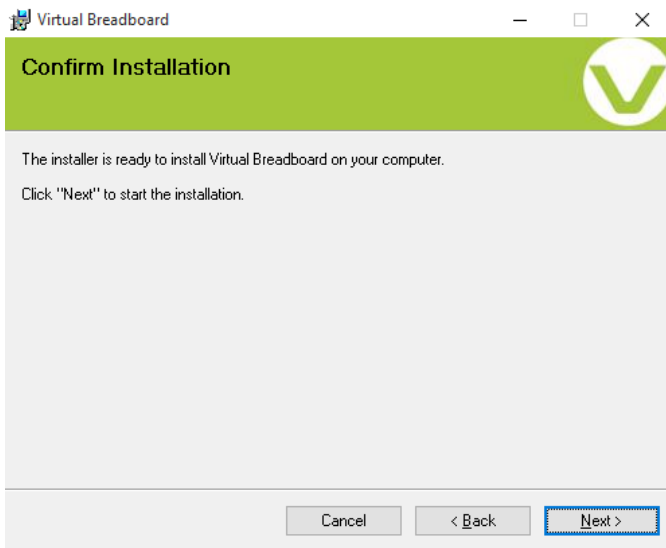 Virtual Breadboard
Confirm Installation
The installer is ready to install Virtual Breadboard on your computer.
Click "Next" to start the installation.
Cancel
< Back
Next >